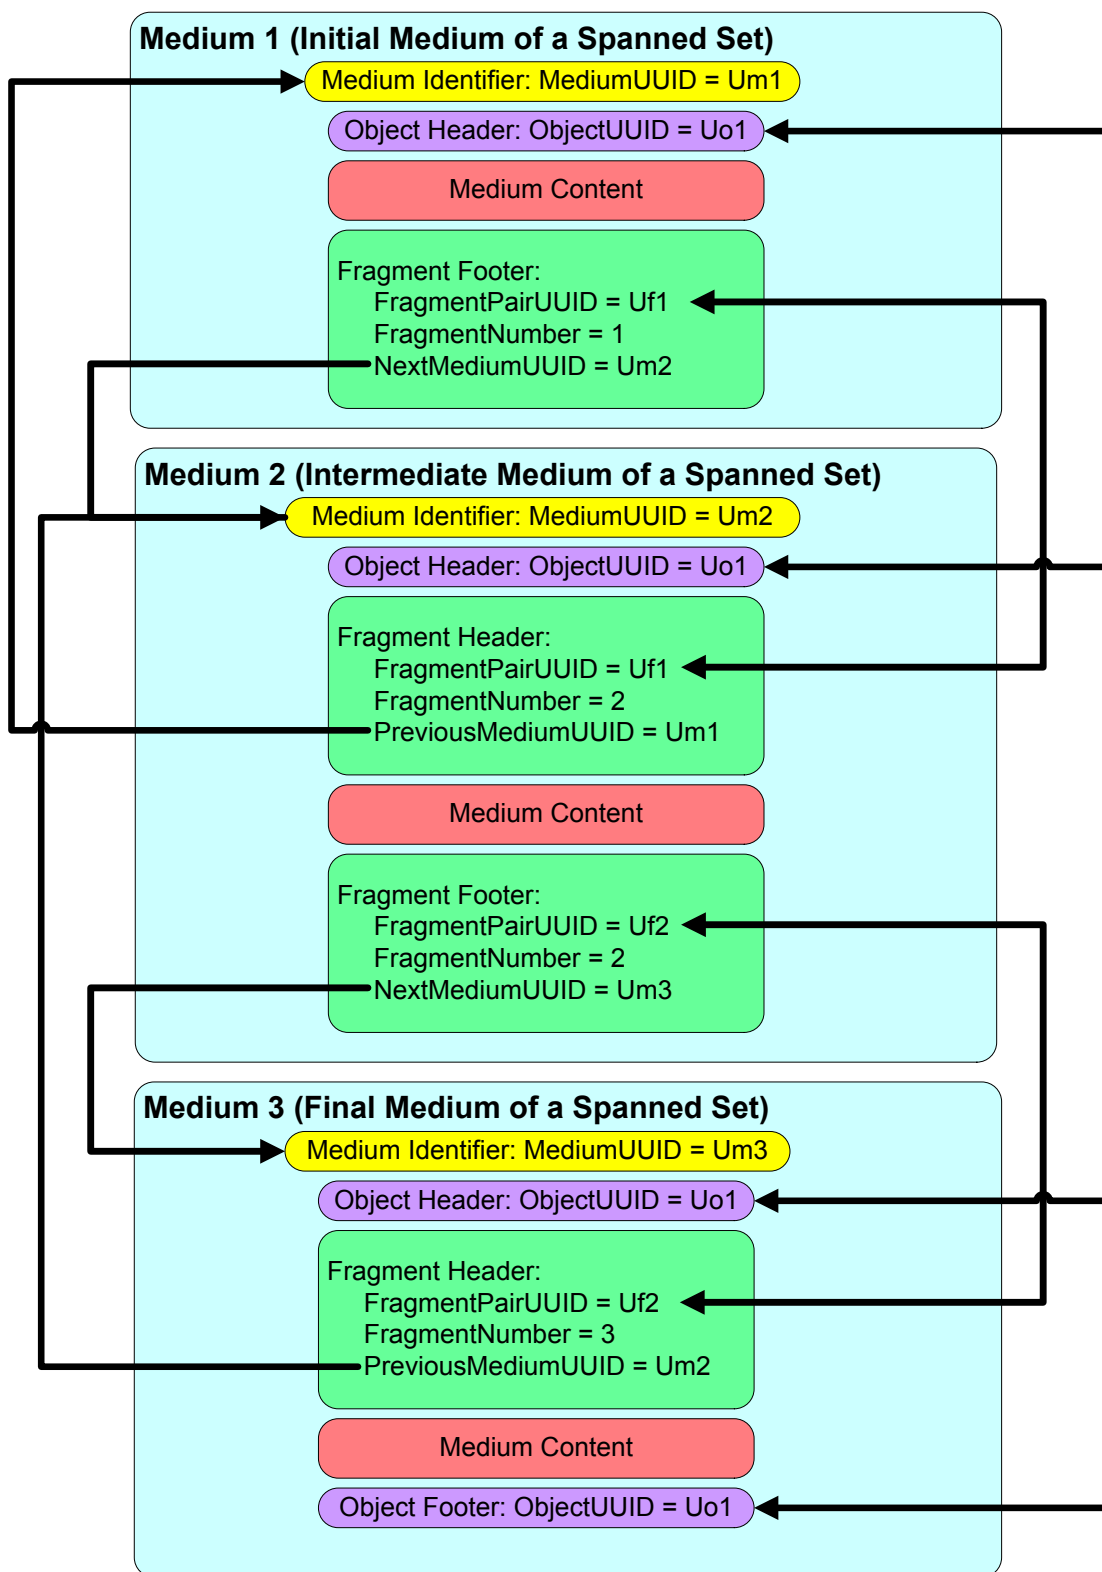 Medium 1 (Initial Medium of a Spanned Set)
Medium Identifier: MediumUUID = Um1
Object Header: ObjectUUID = Uo1
Medium Content
Fragment Footer:
FragmentPairUUID = Uf1
FragmentNumber = 1
NextMediumUUID = Um2
Medium 2 (Intermediate Medium of a Spanned Set)
Medium Identifier: MediumUUID = Um2
Object Header: ObjectUUID = Uo1
Fragment Header:
FragmentPairUUID = Uf1
FragmentNumber = 2
PreviousMediumUUID = Um1
Medium Content
Fragment Footer:
FragmentPairUUID = Uf2
FragmentNumber = 2
NextMediumUUID = Um3
Medium 3 (Final Medium of a Spanned Set)
Medium Identifier: MediumUUID = Um3
Object Header: ObjectUUID = Uo1
Fragment Header:
FragmentPairUUID = Uf2
FragmentNumber = 3
PreviousMediumUUID = Um2
Medium Content
Object Footer: ObjectUUID = Uo1